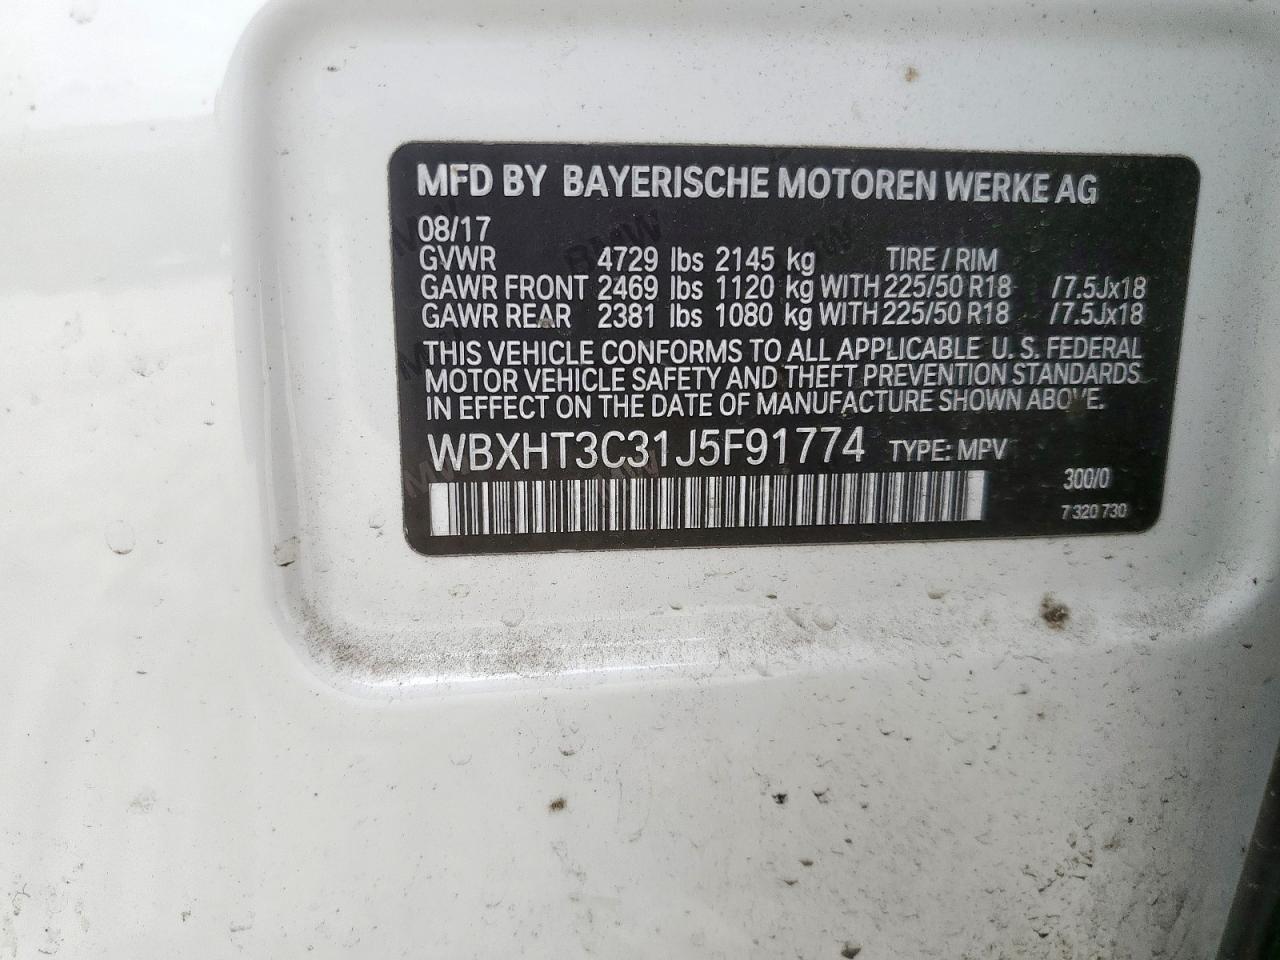 MFD BY BAYERISCHE MOTOREN WERKE AG
08/17
GVWR 4729 lbs 2145 kg TIRE / RIM
GAWR FRONT 2469 lbs 1120 kg WITH 225/50 R18 /7.5Jx18
GAWR REAR 2381 lbs 1080 kg WITH 225/50 R18 /7.5Jx18
THIS VEHICLE CONFORMS TO ALL APPLICABLE U. S. FEDERAL
MOTOR VEHICLE SAFETY AND THEFT PREVENTION STANDARDS
IN EFFECT ON THE DATE OF MANUFACTURE SHOWN ABOVE.
WBXHT3C31J5F91774 TYPE: MPV
300/0
7 320 730